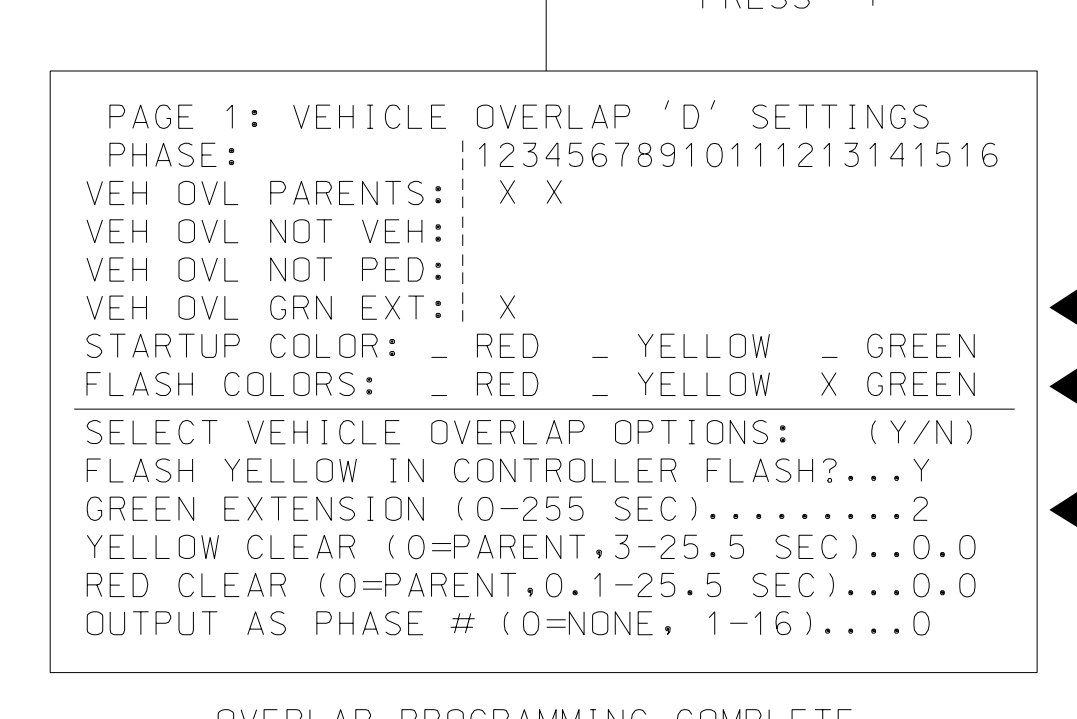 PRESS '+'
PAGE 1: VEHICLE OVERLAP 'D' SETTINGS
PHASE: 12345678910111213141516
VEH OVL PARENTS: X X
VEH OVL NOT VEH:
VEH OVL NOT PED:
VEH OVL GRN EXT: X
STARTUP COLOR: _ RED _ YELLOW _ GREEN
FLASH COLORS: _ RED _ YELLOW X GREEN
SELECT VEHICLE OVERLAP OPTIONS: (Y/N)
FLASH YELLOW IN CONTROLLER FLASH?...Y
GREEN EXTENSION (0-255 SEC).........2
YELLOW CLEAR (0=PARENT,3-25.5 SEC)..0.0
RED CLEAR (0=PARENT,0.1-25.5 SEC)...0.0
OUTPUT AS PHASE # (0=NONE, 1-16)....0
OVERLAP PROGRAMMING COMPLETE